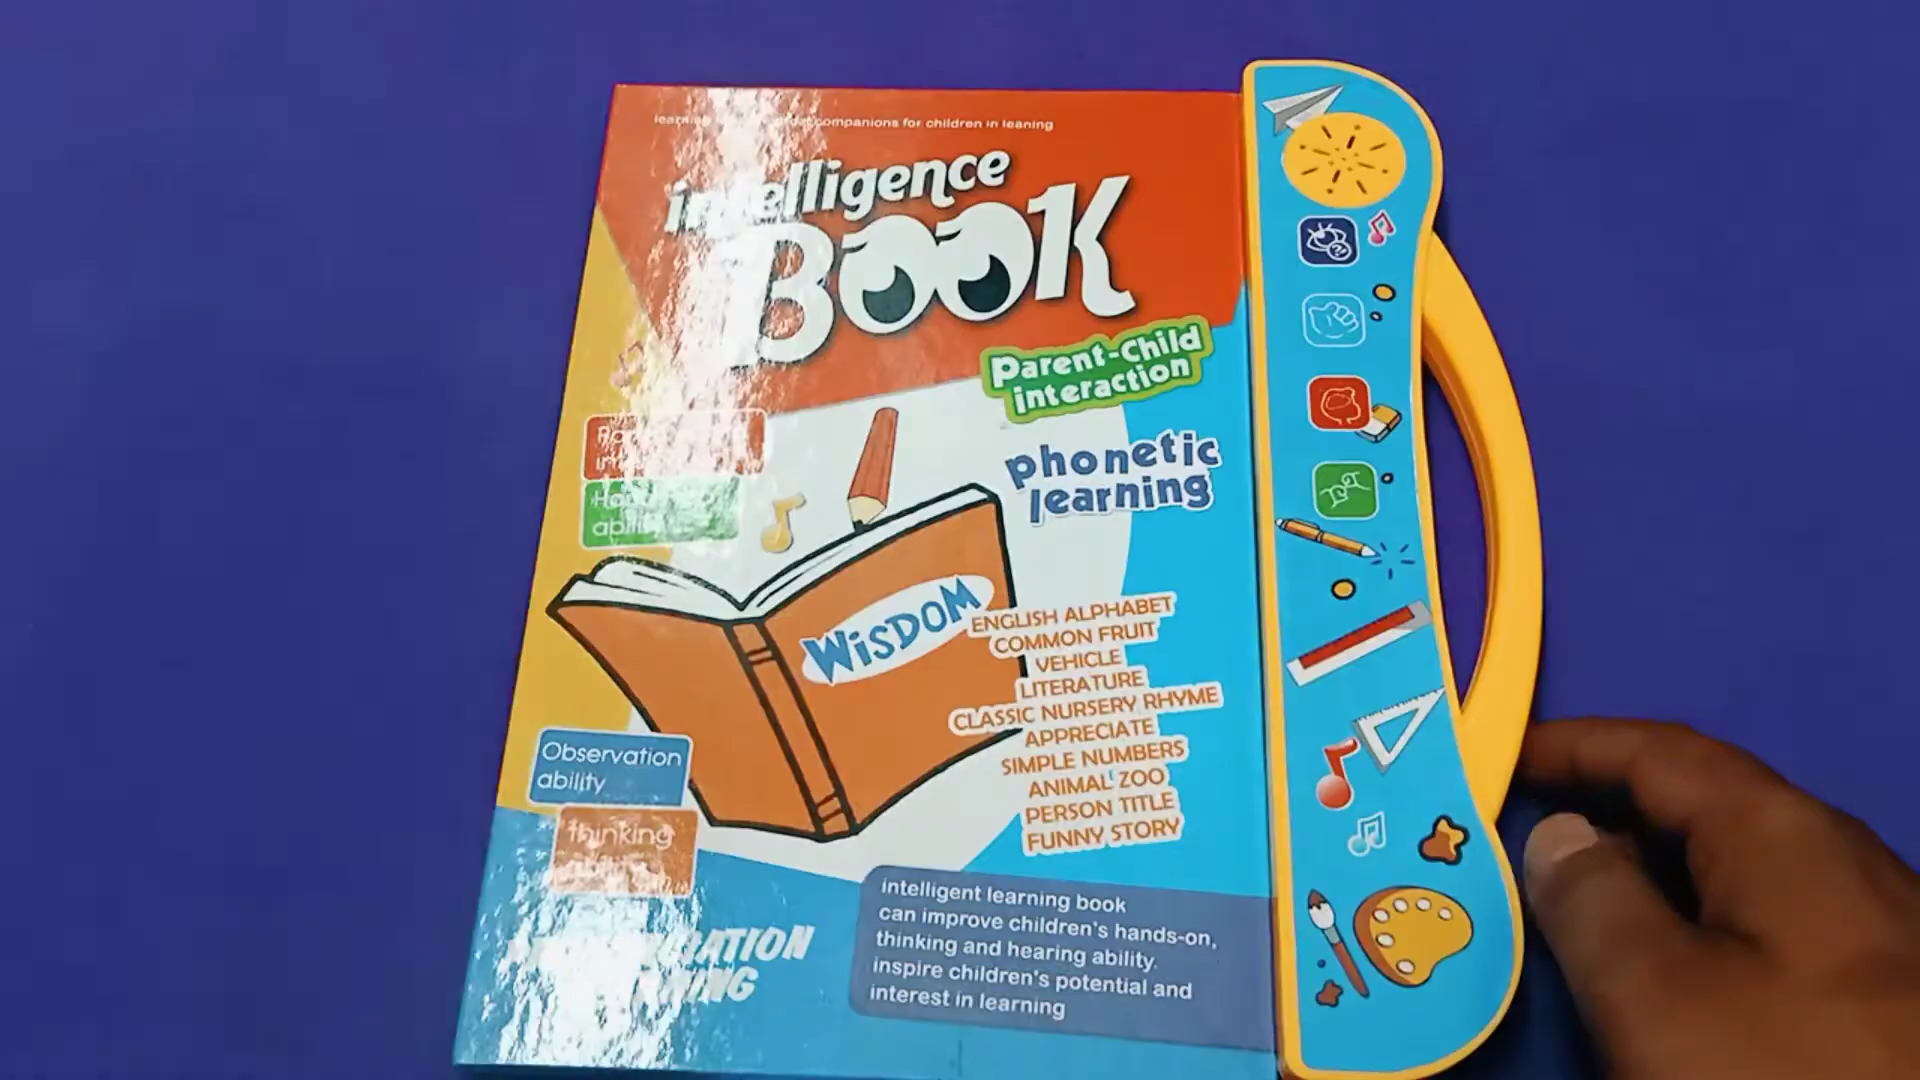 companions for children in leaning
intelligence
BOOK
Parent-Child
interaction
phonetic
learning
WISDOM
ENGLISH ALPHABET
COMMON FRUIT
VEHICLE
LITERATURE
CLASSIC NURSERY RHYME
APPRECIATE
SIMPLE NUMBERS
ANIMAL ZOO
PERSON TITLE
FUNNY STORY
ability
Observation
ability
thinking
intelligent learning book
can improve children's hands-on,
thinking and hearing ability.
inspire children's potential and
interest in learning